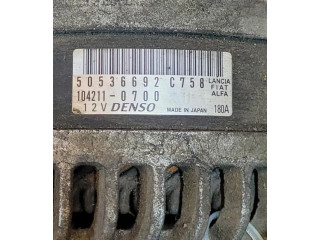 50536692 C758
LANCIA
FIAT
ALFA
104211-0700
12V DENSO MADE IN JAPAN 180A